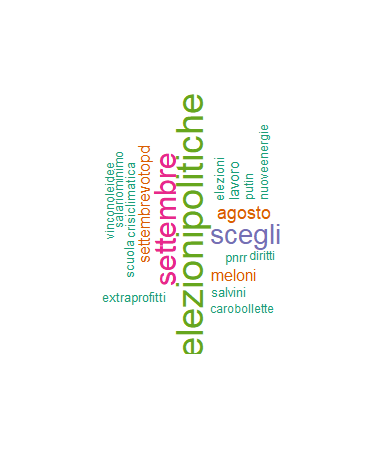 elezionipolitiche
settembre
scegli
agosto
meloni
settembrevotopd
vinconoleidee
salariominimo
crisiclimatica
scuola
extraprofitti
elezioni
lavoro
putin
nuoveenergie
pnrr
diritti
salvini
carobollette